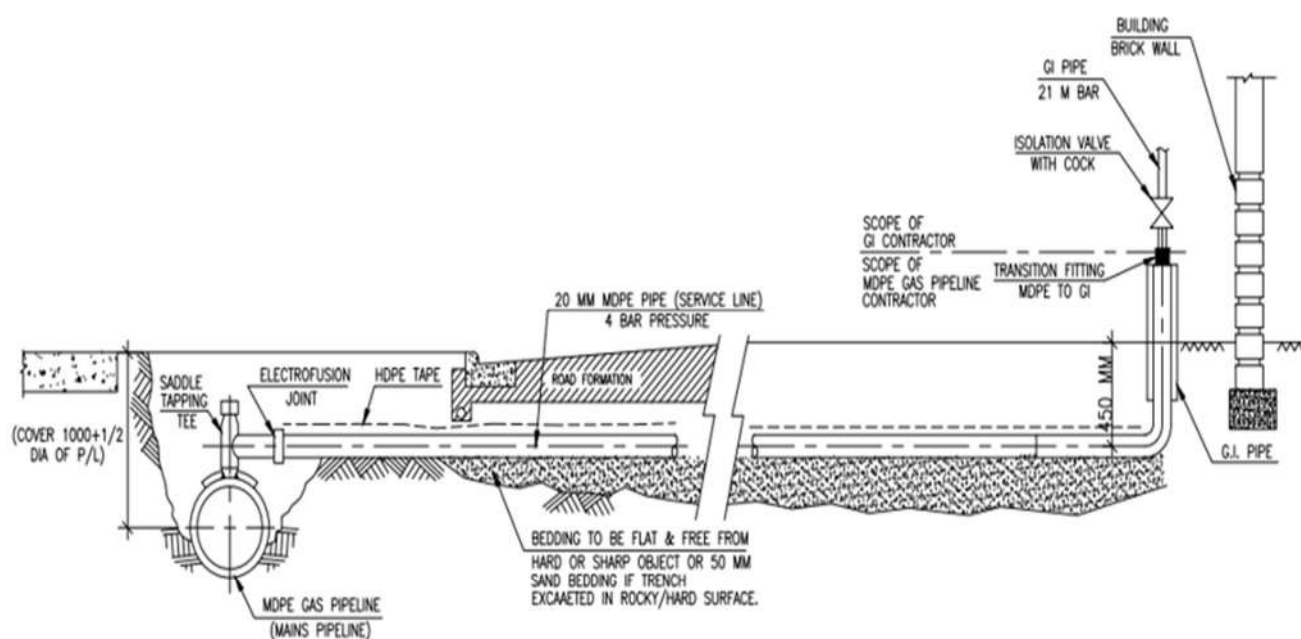 BUILDING
BRICK WALL
GI PIPE
21 M BAR
ISOLATION VALVE
WITH COCK
SCOPE OF
GI CONTRACTOR
SCOPE OF
MDPE GAS PIPELINE
CONTRACTOR
TRANSITION FITTING
MDPE TO GI
20 MM MDPE PIPE (SERVICE LINE)
4 BAR PRESSURE
SADDLE
TAPPING
TEE
ELECTROFUSION
JOINT
HDPE TAPE
ROAD FORMATION
450 MM
(COVER 1000+1/2
DIA OF P/L)
G.I. PIPE
BEDDING TO BE FLAT & FREE FROM
HARD OR SHARP OBJECT OR 50 MM
SAND BEDDING IF TRENCH
EXCAAETED IN ROCKY/HARD SURFACE.
MDPE GAS PIPELINE
(MAINS PIPELINE)